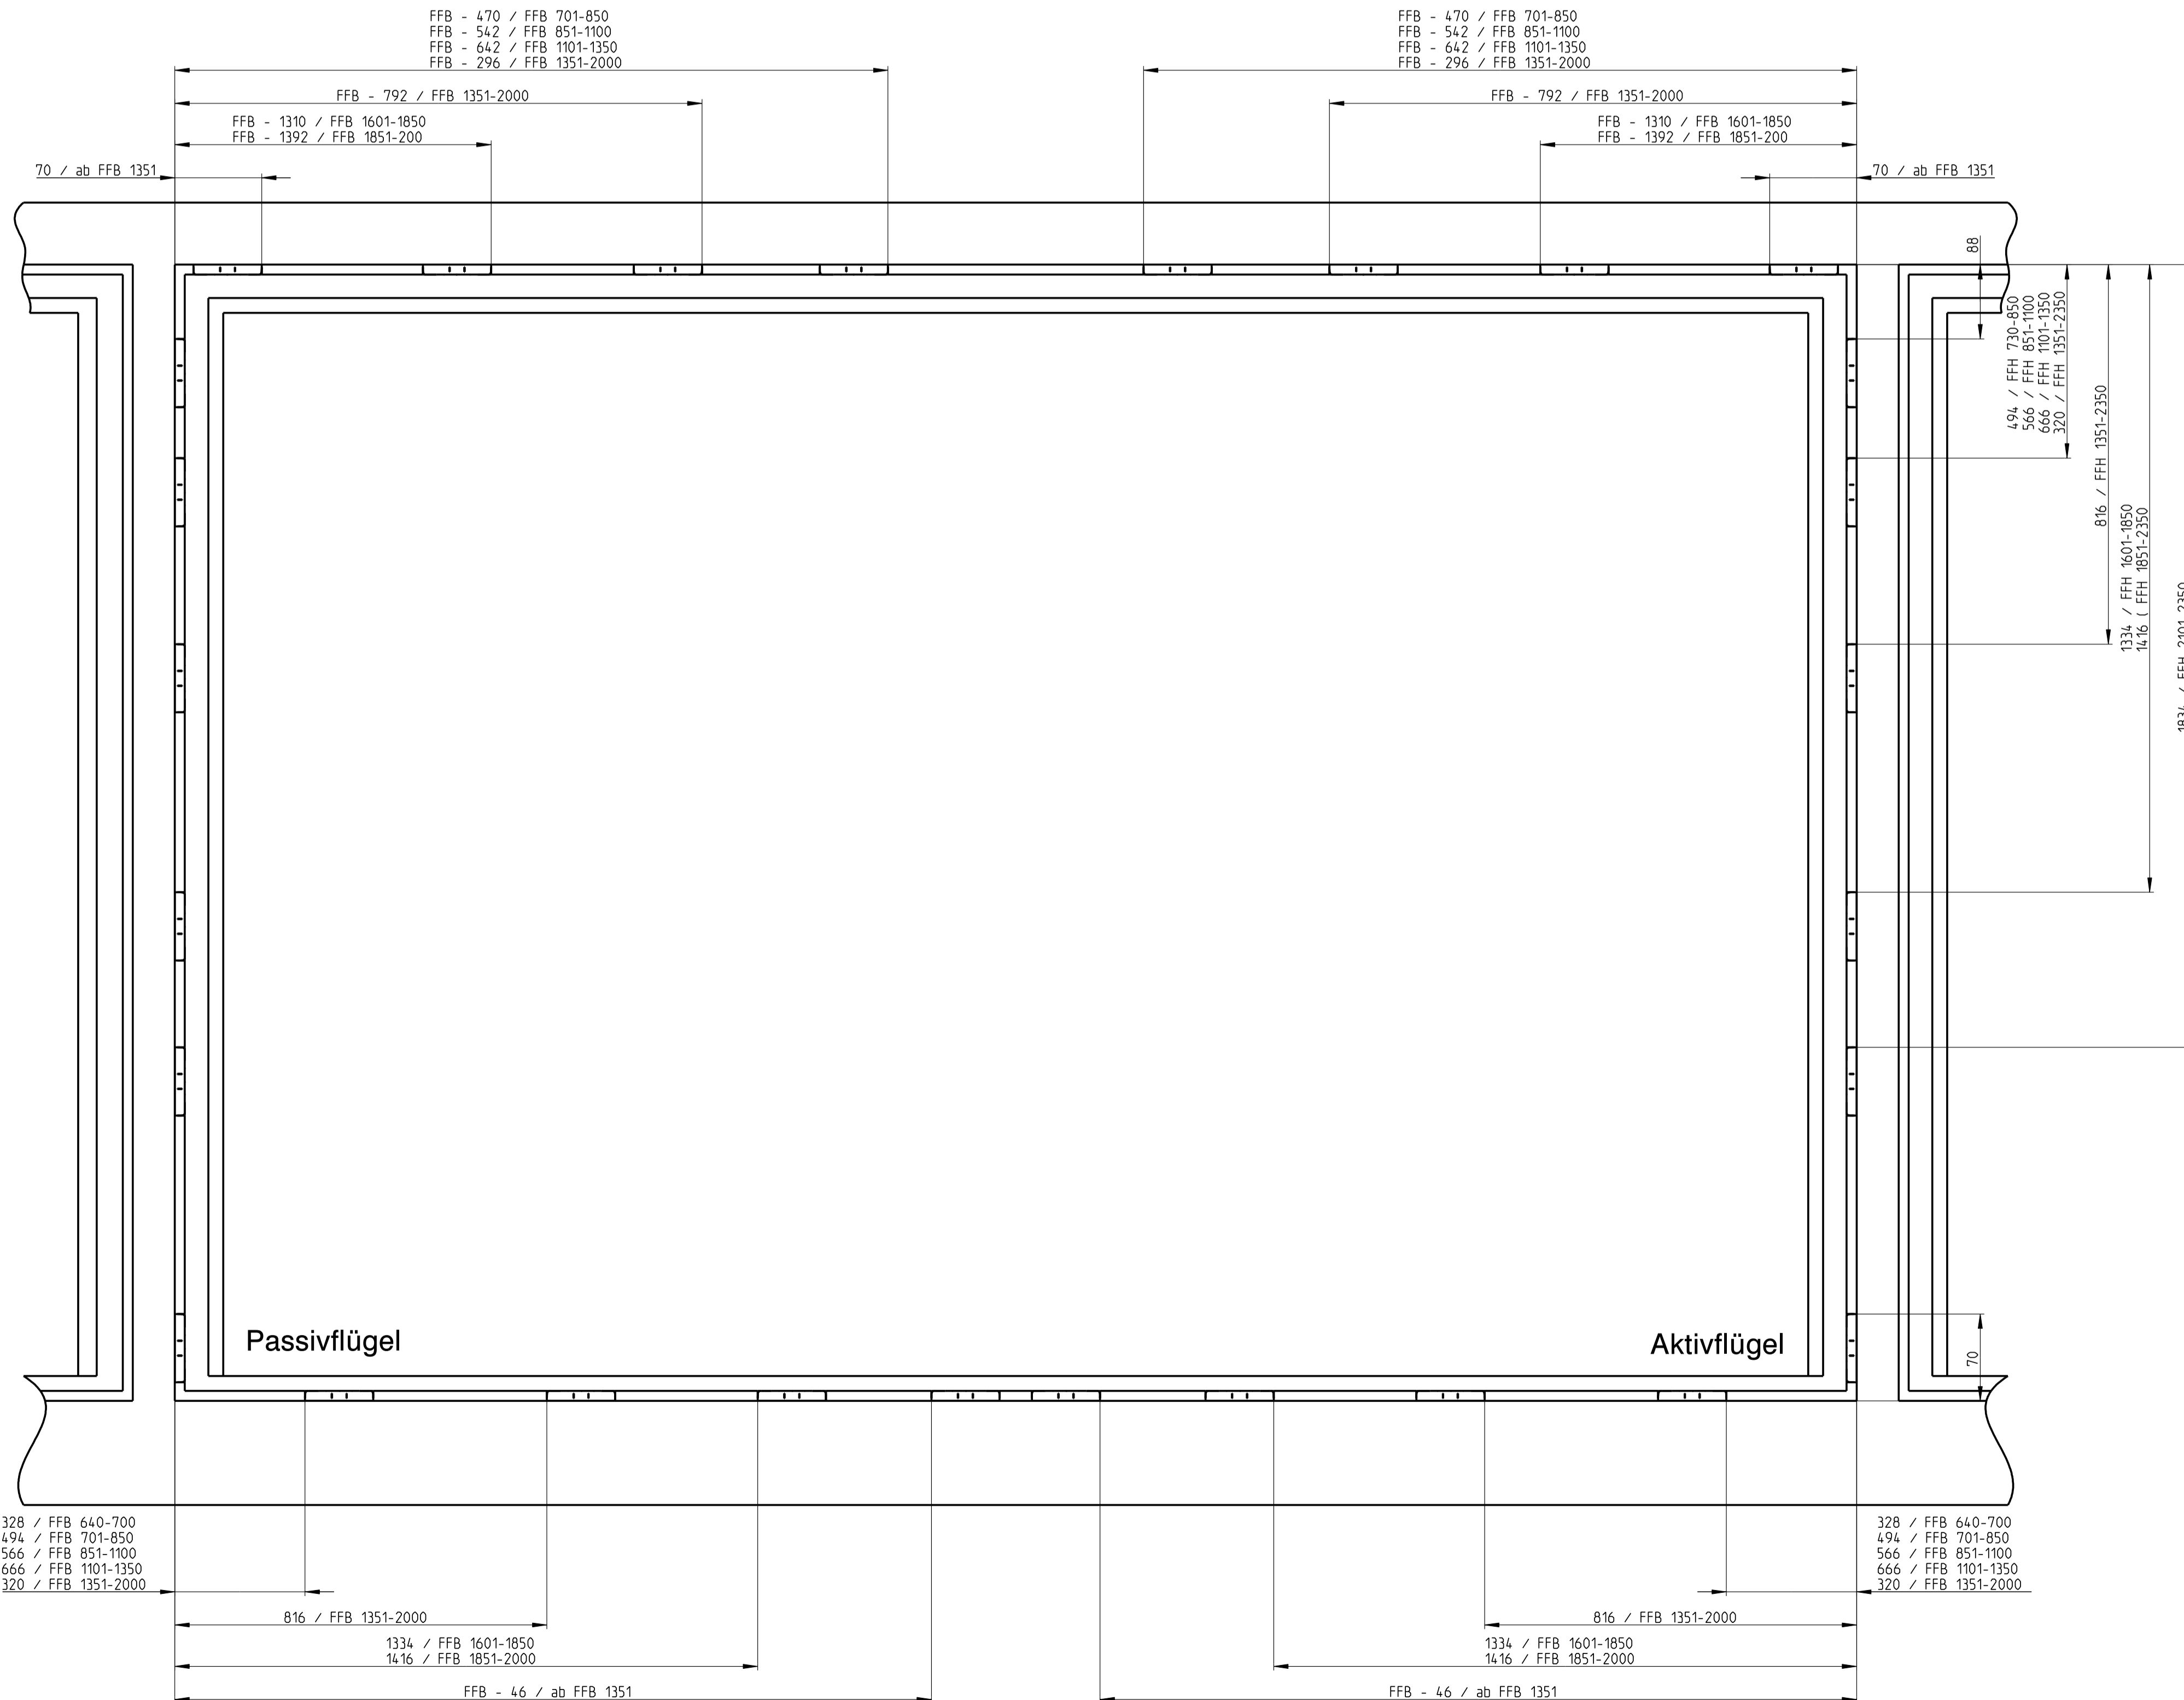 FFB - 470 / FFB 701-850
FFB - 542 / FFB 851-1100
FFB - 642 / FFB 1101-1350
FFB - 296 / FFB 1351-2000
FFB - 470 / FFB 701-850
FFB - 542 / FFB 851-1100
FFB - 642 / FFB 1101-1350
FFB - 296 / FFB 1351-2000
FFB - 792 / FFB 1351-2000
FFB - 792 / FFB 1351-2000
FFB - 1310 / FFB 1601-1850
FFB - 1392 / FFB 1851-200
FFB - 1310 / FFB 1601-1850
FFB - 1392 / FFB 1851-200
70 / ab FFB 1351
70 / ab FFB 1351
88
494 / FFH 730-850
566 / FFH 851-1100
666 / FFH 1101-1350
320 / FFH 1351-2350
816 / FFH 1351-2350
1334 / FFH 1601-1850
1416 ( FFH 1851-2350
1834 / FFH 2101-2350
Passivflügel
Aktivflügel
70
328 / FFB 640-700
494 / FFB 701-850
566 / FFB 851-1100
666 / FFB 1101-1350
320 / FFB 1351-2000
328 / FFB 640-700
494 / FFB 701-850
566 / FFB 851-1100
666 / FFB 1101-1350
320 / FFB 1351-2000
816 / FFB 1351-2000
816 / FFB 1351-2000
1334 / FFB 1601-1850
1416 / FFB 1851-2000
1334 / FFB 1601-1850
1416 / FFB 1851-2000
FFB - 46 / ab FFB 1351
FFB - 46 / ab FFB 1351